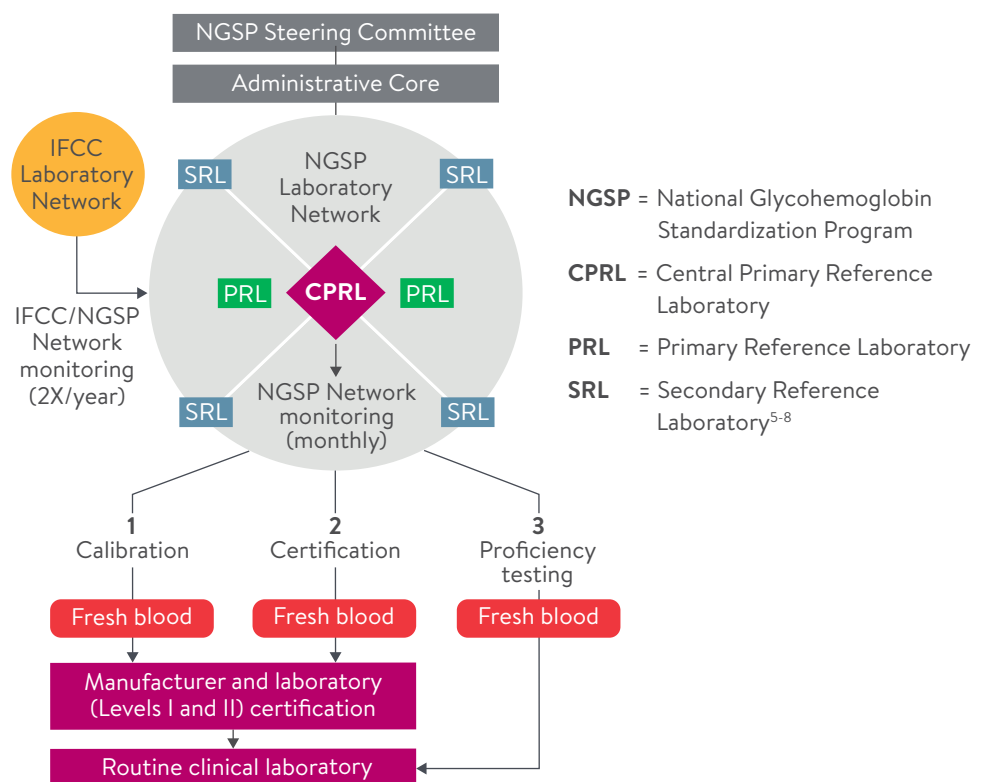 NGSP Steering Committee
Administrative Core
IFCC
Laboratory
Network
SRL
NGSP
Laboratory
Network
SRL
PRL
CPRL
PRL
IFCC/NGSP
Network
monitoring
(2X/year)
SRL
NGSP Network
monitoring
(monthly)
SRL
NGSP = National Glycohemoglobin
Standardization Program
CPRL = Central Primary Reference
Laboratory
PRL = Primary Reference Laboratory
SRL = Secondary Reference
Laboratory5-8
1
Calibration
2
Certification
3
Proficiency
testing
Fresh blood
Fresh blood
Fresh blood
Manufacturer and laboratory
(Levels I and II) certification
Routine clinical laboratory